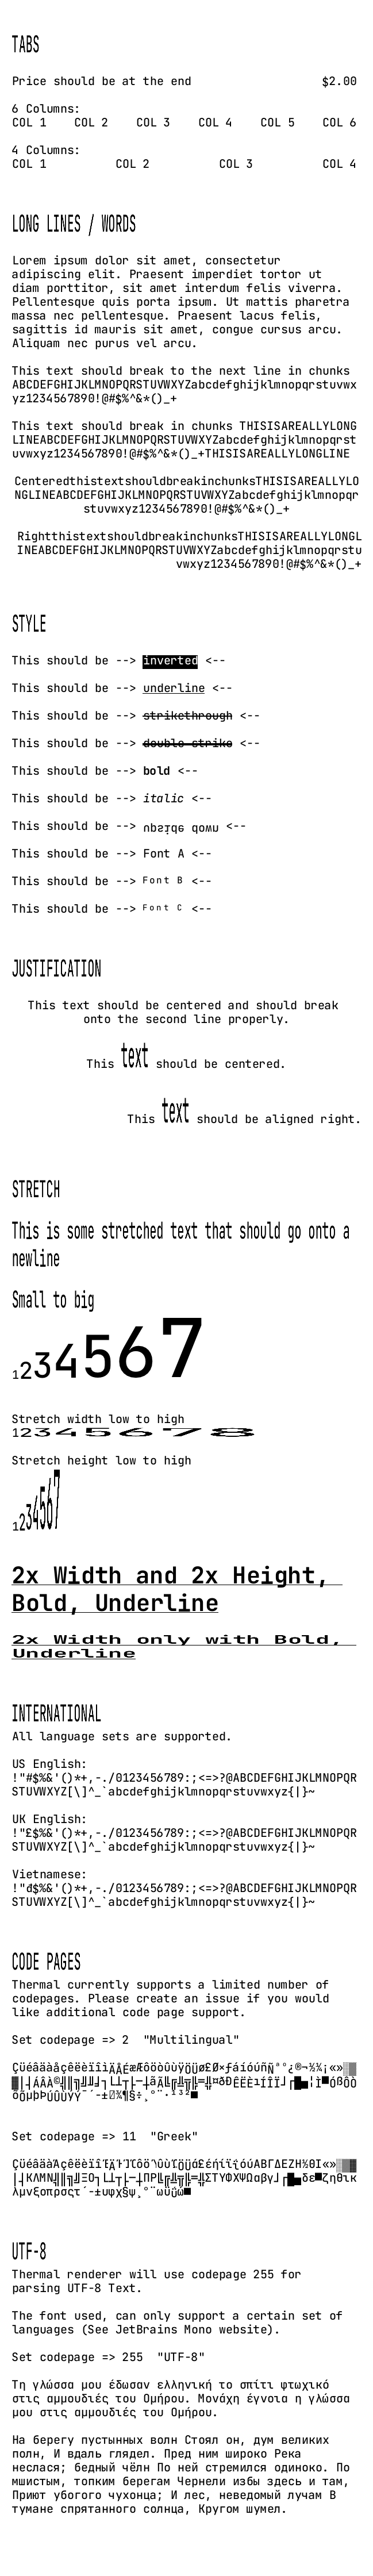 TABS
Price should be at the end $2.00
6 Columns:
COL 1 COL 2 COL 3 COL 4 COL 5 COL 6
4 Columns:
COL 1 COL 2 COL 3 COL 4
LONG LINES / WORDS
Lorem ipsum dolor sit amet, consectetur
adipiscing elit. Praesent imperdiet tortor ut
diam porttitor, sit amet interdum felis viverra.
Pellentesque quis porta ipsum. Ut mattis pharetra
massa nec pellentesque. Praesent lacus felis,
sagittis id mauris sit amet, congue cursus arcu.
Aliquam nec purus vel arcu.
This text should break to the next line in chunks
ABCDEFGHIJKLMNOPQRSTUVWXYZabcdefghijklmnopqrstuvwx
yz1234567890!@#$%^&*()_+
This text should break in chunks THISISAREALLYLONG
LINEABCDEFGHIJKLMNOPQRSTUVWXYZabcdefghijklmnopqrst
uvwxyz1234567890!@#$%^&*()_+THISISAREALLYLONGLINE
CenteredthistextshouldbreakinchunksTHISISAREALLYLO
NGLINEABCDEFGHIJKLMNOPQRSTUVWXYZabcdefghijklmnopqr
stuvwxyz1234567890!@#$%^&*()_+
RightthistextshouldbreakinchunksTHISISAREALLYLONGL
INEABCDEFGHIJKLMNOPQRSTUVWXYZabcdefghijklmnopqrstu
vwxyz1234567890!@#$%^&*()_+
STYLE
This should be --> inverted <--
This should be --> underline <--
This should be --> strikethrough <--
This should be --> double strike <--
This should be --> bold <--
This should be --> italic <--
This should be --> upside down <--
This should be --> Font A <--
This should be --> Font B <--
This should be --> Font C <--
JUSTIFICATION
This text should be centered and should break
onto the second line properly.
This text should be centered.
This text should be aligned right.
STRETCH
This is some stretched text that should go onto a
newline
Small to big
1234567
Stretch width low to high
12345678
Stretch height low to high
1234567
2x Width and 2x Height,
Bold, Underline
2x Width only with Bold,
Underline
INTERNATIONAL
All language sets are supported.
US English:
!"#$%&'()*+,-./0123456789:;<=>?@ABCDEFGHIJKLMNOPQR
STUVWXYZ[\]^_`abcdefghijklmnopqrstuvwxyz{|}~
UK English:
!"£$%&'()*+,-./0123456789:;<=>?@ABCDEFGHIJKLMNOPQR
STUVWXYZ[\]^_`abcdefghijklmnopqrstuvwxyz{|}~
Vietnamese:
!"đ$%&'()*+,-./0123456789:;<=>?@ABCDEFGHIJKLMNOPQR
STUVWXYZ[\]^_`abcdefghijklmnopqrstuvwxyz{|}~
CODE PAGES
Thermal currently supports a limited number of
codepages. Please create an issue if you would
like additional code page support.
Set codepage => 2 "Multilingual"
Set codepage => 11 "Greek"
UTF-8
Thermal renderer will use codepage 255 for
parsing UTF-8 Text.
The font used, can only support a certain set of
languages (See JetBrains Mono website).
Set codepage => 255 "UTF-8"
Τη γλώσσα μου έδωσαν ελληνική το σπίτι φτωχικό
στις αμμουδιές του Ομήρου. Μονάχη έγνοια η γλώσσα
μου στις αμμουδιές του Ομήρου.
На берегу пустынных волн Стоял он, дум великих
полн, И вдаль глядел. Пред ним широко Река
неслася; бедный чёлн По ней стремился одиноко. По
мшистым, топким берегам Чернели избы здесь и там,
Приют убогого чухонца; И лес, неведомый лучам В
тумане спрятанного солнца, Кругом шумел.